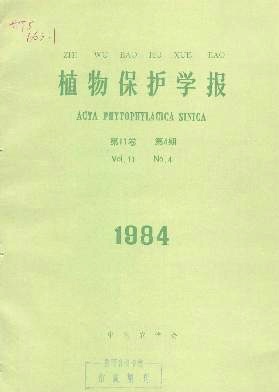 ZHI WU BAO HU XUE BAO
植物保护学报
ACTA PHYTOPHYLACICA SINICA
第11卷 第4期
Vol. 11 No. 4
1984